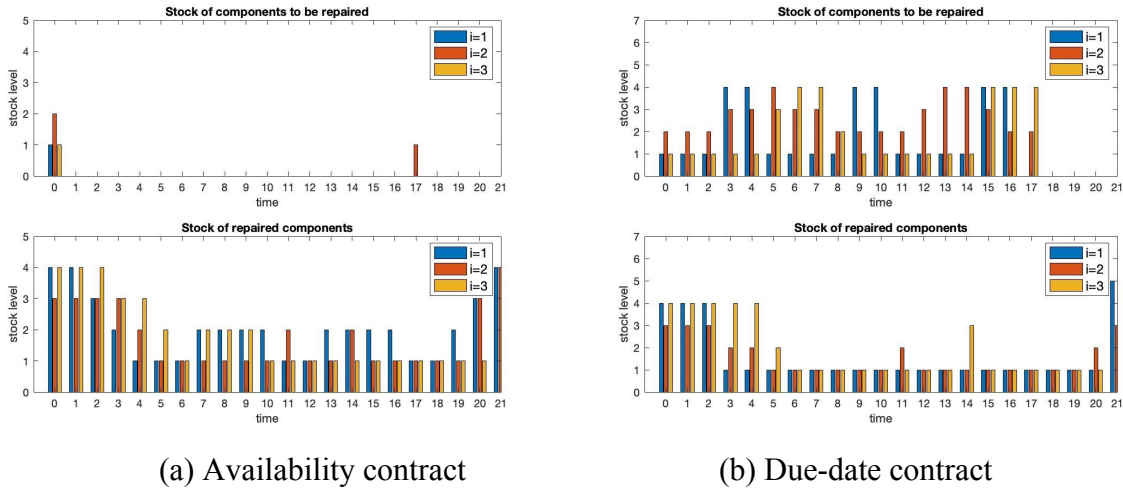 Stock of components to be repaired
5
4
3
2
1
0
stock level
i=1
i=2
i=3
0 1 2 3 4 5 6 7 8 9 10 11 12 13 14 15 16 17 18 19 20 21
time
Stock of repaired components
5
4
3
2
1
0
stock level
i=1
i=2
i=3
0 1 2 3 4 5 6 7 8 9 10 11 12 13 14 15 16 17 18 19 20 21
time
(a) Availability contract
Stock of components to be repaired
7
6
5
4
3
2
1
0
stock level
i=1
i=2
i=3
0 1 2 3 4 5 6 7 8 9 10 11 12 13 14 15 16 17 18 19 20 21
time
Stock of repaired components
7
6
5
4
3
2
1
0
stock level
i=1
i=2
i=3
0 1 2 3 4 5 6 7 8 9 10 11 12 13 14 15 16 17 18 19 20 21
time
(b) Due-date contract